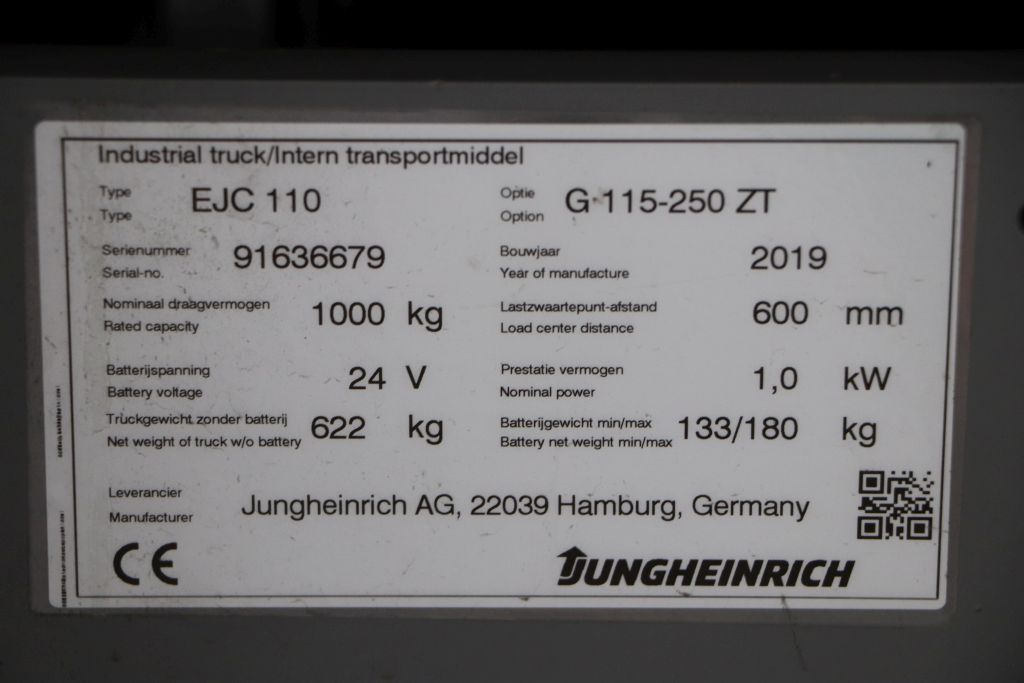 Industrial truck/Intern transportmiddel
Type EJC 110 Optie G 115-250 ZT
Type Option
Serienummer 91636679 Bouwjaar 2019
Serial-no. Year of manufacture
Nominaal draagvermogen 1000 kg Lastzwaartepunt-afstand 600 mm
Rated capacity Load center distance
Batterijspanning 24 V Prestatie vermogen 1,0 kW
Battery voltage Nominal power
Truckgewicht zonder batterij 622 kg Batterijgewicht min/max 133/180 kg
Net weight of truck w/o battery Battery net weight min/max
Leverancier Jungheinrich AG, 22039 Hamburg, Germany
Manufacturer
CE JUNGHEINRICH